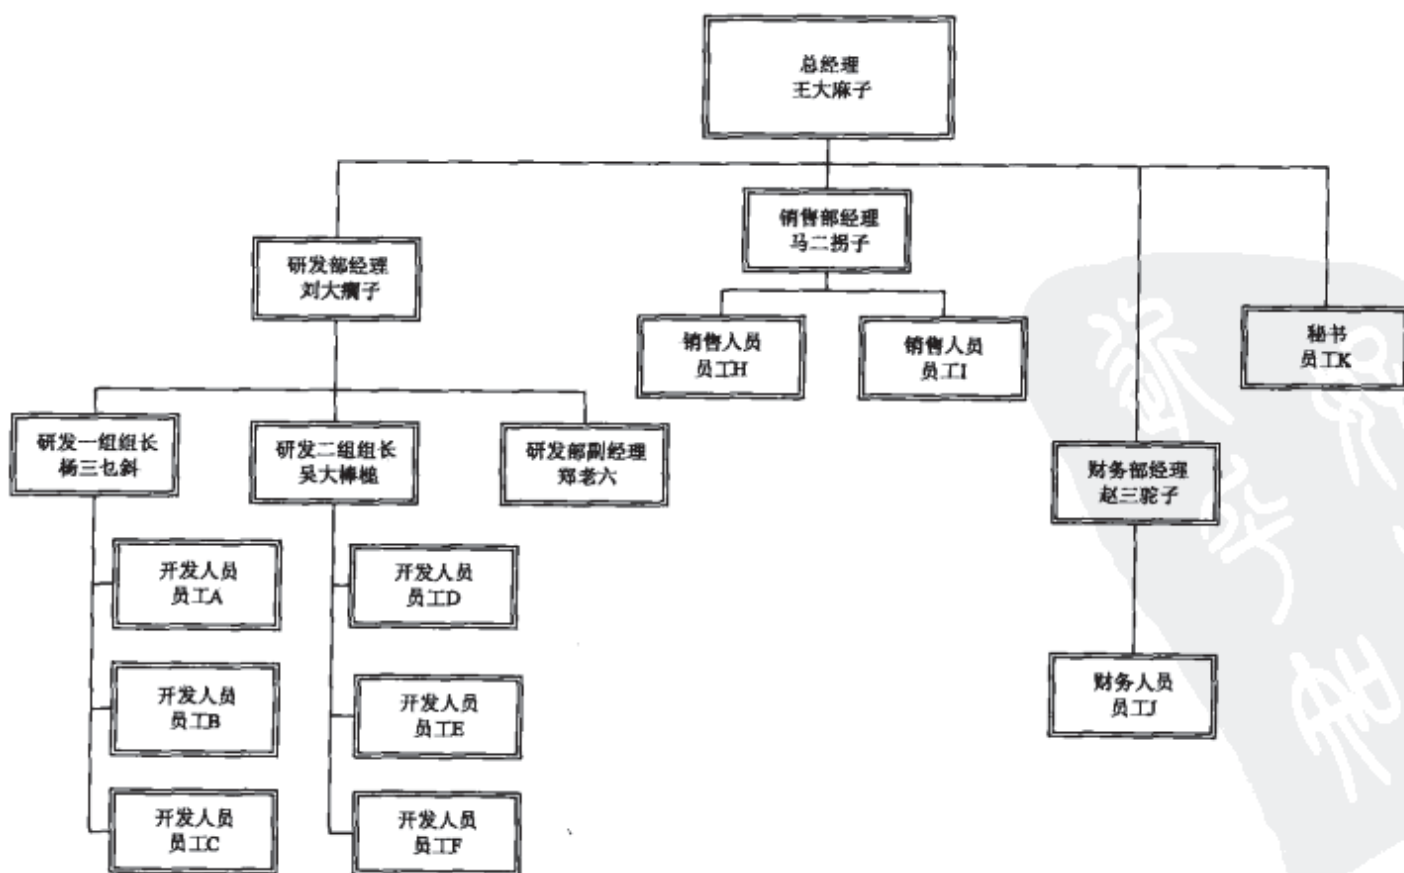 总经理
王大麻子
销售部经理
马二拐子
研发部经理
刘大瘸子
销售人员
员工H
销售人员
员工I
秘书
员工K
研发一组组长
杨三乜斜
研发二组组长
吴大棒槌
研发部副经理
郑老六
财务部经理
赵三驼子
开发人员
员工A
开发人员
员工D
开发人员
员工B
开发人员
员工E
财务人员
员工J
开发人员
员工C
开发人员
员工F